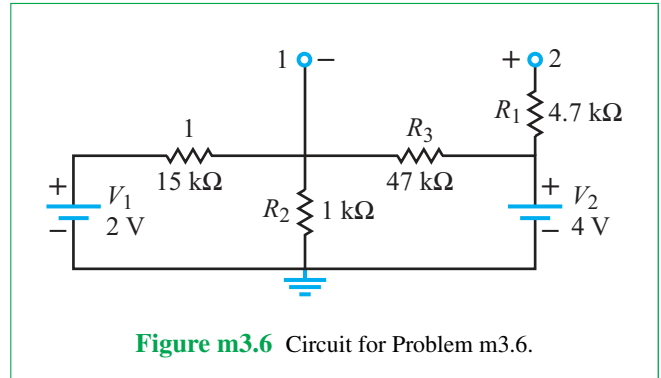 1 − + 2
R1 4.7 kΩ
1 R3
15 kΩ 47 kΩ
+ V1 R2 1 kΩ + V2
− 2 V − 4 V
Figure m3.6 Circuit for Problem m3.6.